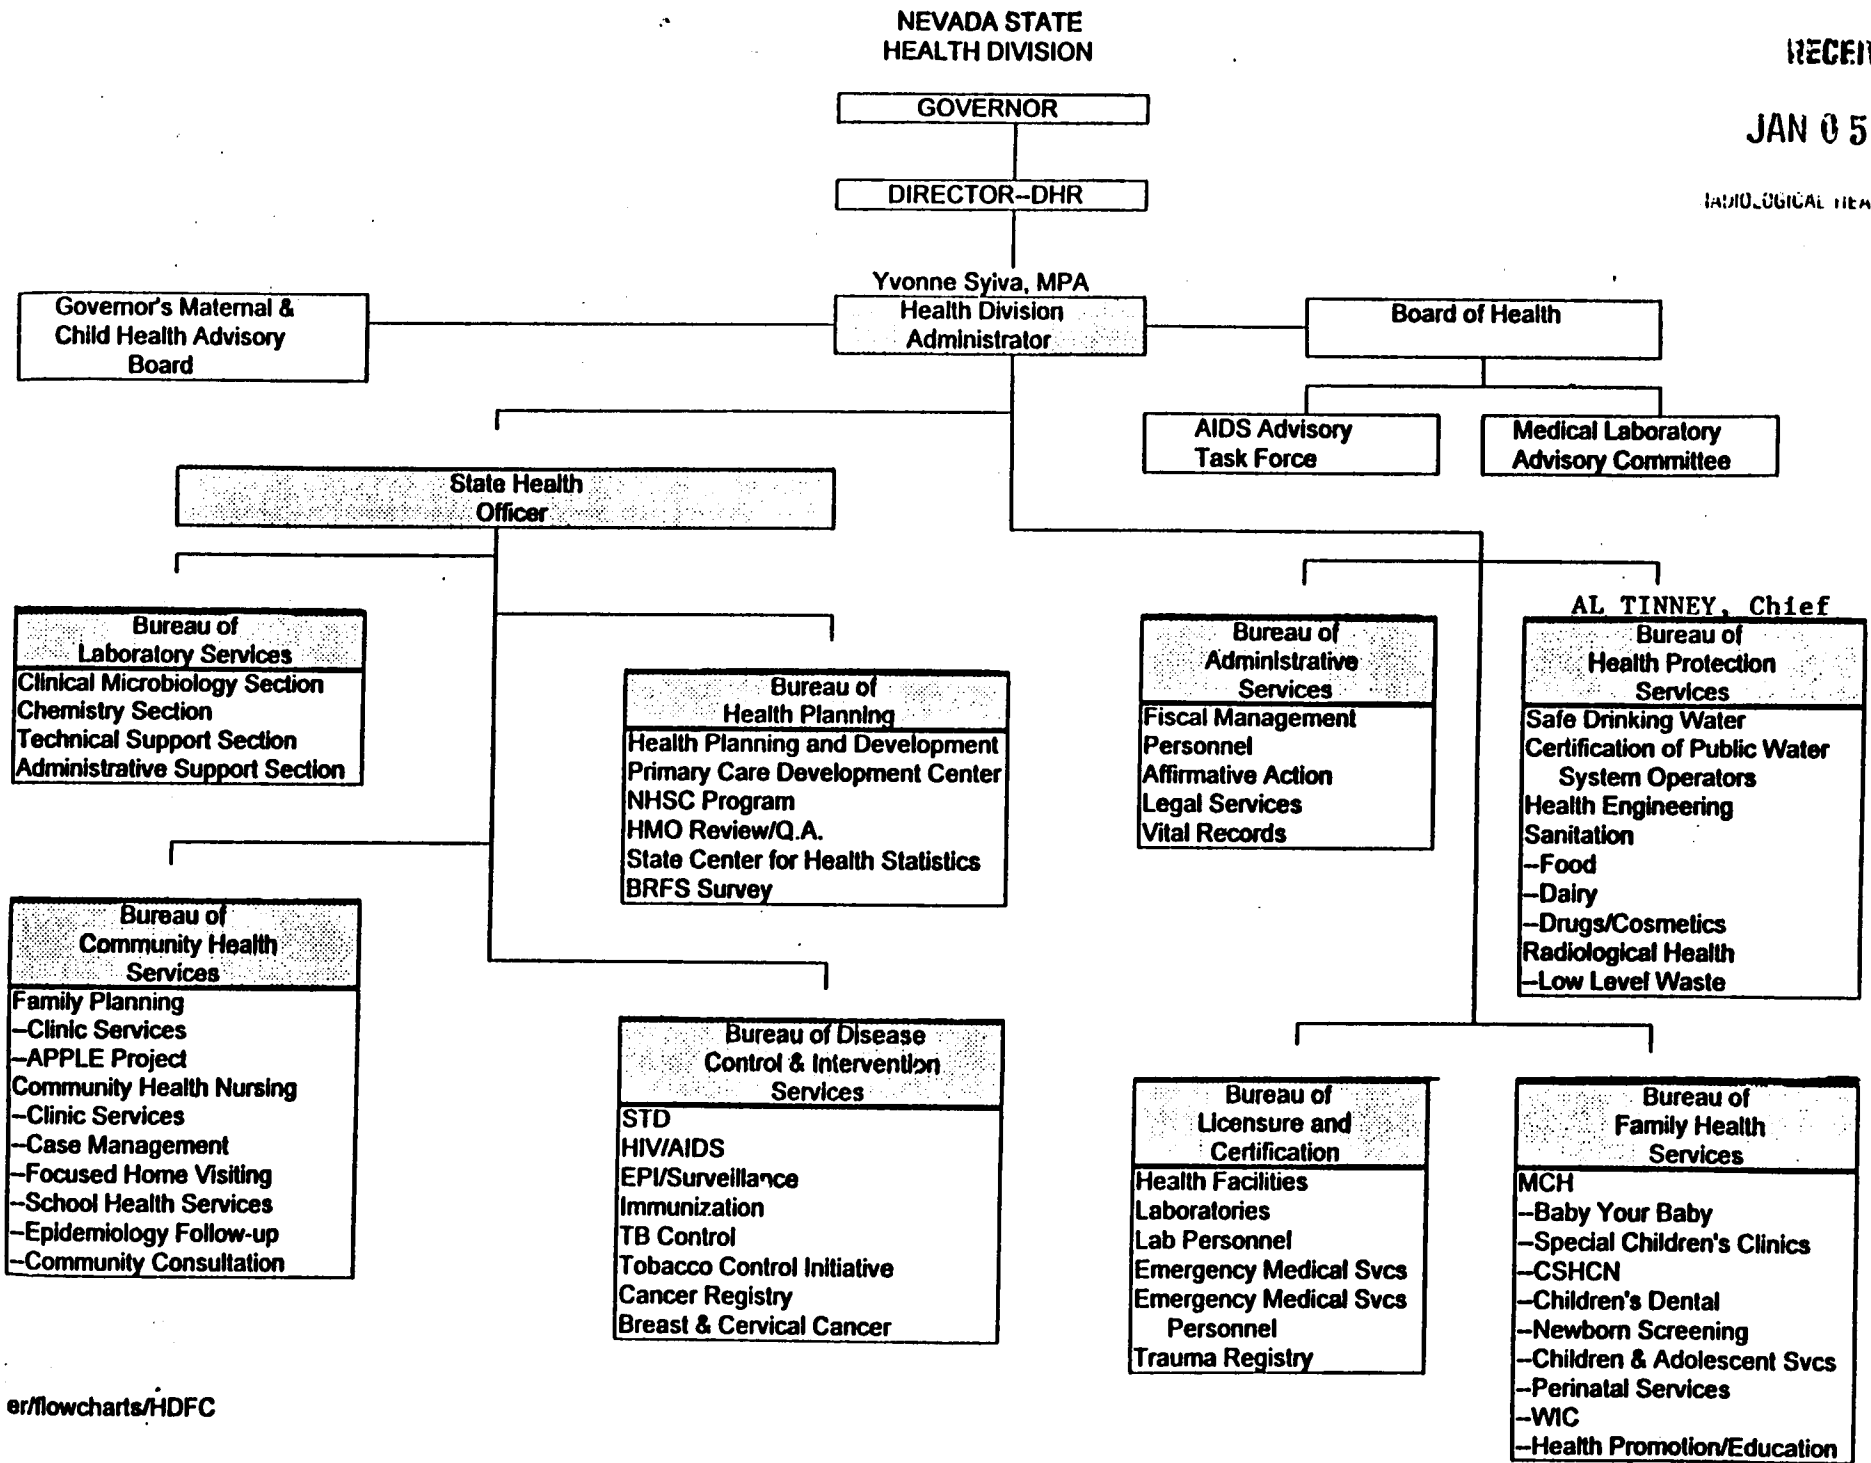 NEVADA STATE
HEALTH DIVISION
JAN 05
GOVERNOR
DIRECTOR--DHR
Yvonne Syiva, MPA
Health Division
Administrator
Governor's Maternal &
Child Health Advisory
Board
Board of Health
AIDS Advisory
Task Force
Medical Laboratory
Advisory Committee
State Health
Officer
Bureau of
Laboratory Services
Clinical Microbiology Section
Chemistry Section
Technical Support Section
Administrative Support Section
Bureau of
Health Planning
Health Planning and Development
Primary Care Development Center
NHSC Program
HMO Review/Q.A.
State Center for Health Statistics
BRFS Survey
Bureau of
Administrative
Services
Fiscal Management
Personnel
Affirmative Action
Legal Services
Vital Records
AL TINNEY, Chief
Bureau of
Health Protection
Services
Safe Drinking Water
Certification of Public Water
System Operators
Health Engineering
Sanitation
--Food
--Dairy
--Drugs/Cosmetics
Radiological Health
--Low Level Waste
Bureau of
Community Health
Services
Family Planning
--Clinic Services
--APPLE Project
Community Health Nursing
--Clinic Services
--Case Management
--Focused Home Visiting
--School Health Services
--Epidemiology Follow-up
--Community Consultation
Bureau of Disease
Control & Intervention
Services
STD
HIV/AIDS
EPI/Surveillance
Immunization
TB Control
Tobacco Control Initiative
Cancer Registry
Breast & Cervical Cancer
Bureau of
Licensure and
Certification
Health Facilities
Laboratories
Lab Personnel
Emergency Medical Svcs
Emergency Medical Svcs
Personnel
Trauma Registry
Bureau of
Family Health
Services
MCH
--Baby Your Baby
--Special Children's Clinics
--CSHCN
--Children's Dental
--Newborn Screening
--Children & Adolescent Svcs
--Perinatal Services
--WIC
--Health Promotion/Education
er/flowcharts/HDFC